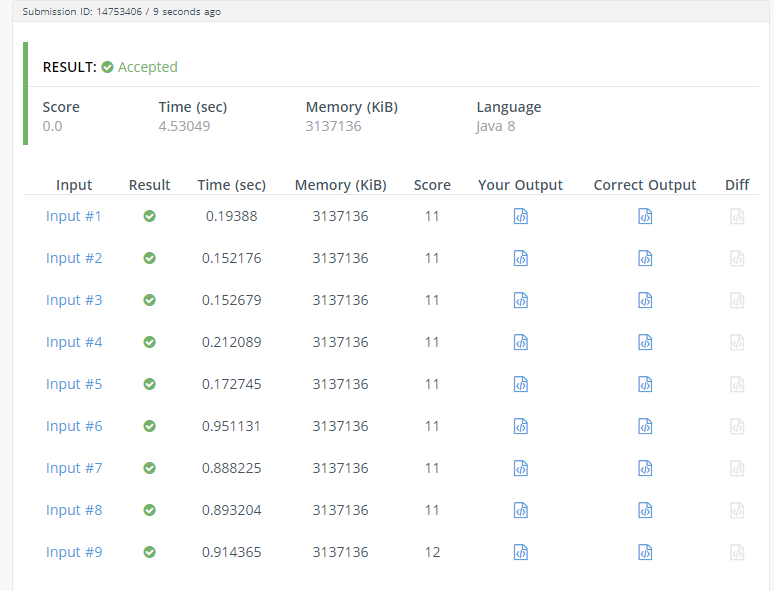 Submission ID: 14753406 / 9 seconds ago
RESULT: Accepted
Score Time (sec) Memory (KiB) Language
0.0 4.53049 3137136 Java 8
Input Result Time (sec) Memory (KiB) Score Your Output Correct Output Diff
Input #1 0.19388 3137136 11
Input #2 0.152176 3137136 11
Input #3 0.152679 3137136 11
Input #4 0.212089 3137136 11
Input #5 0.172745 3137136 11
Input #6 0.951131 3137136 11
Input #7 0.888225 3137136 11
Input #8 0.893204 3137136 11
Input #9 0.914365 3137136 12